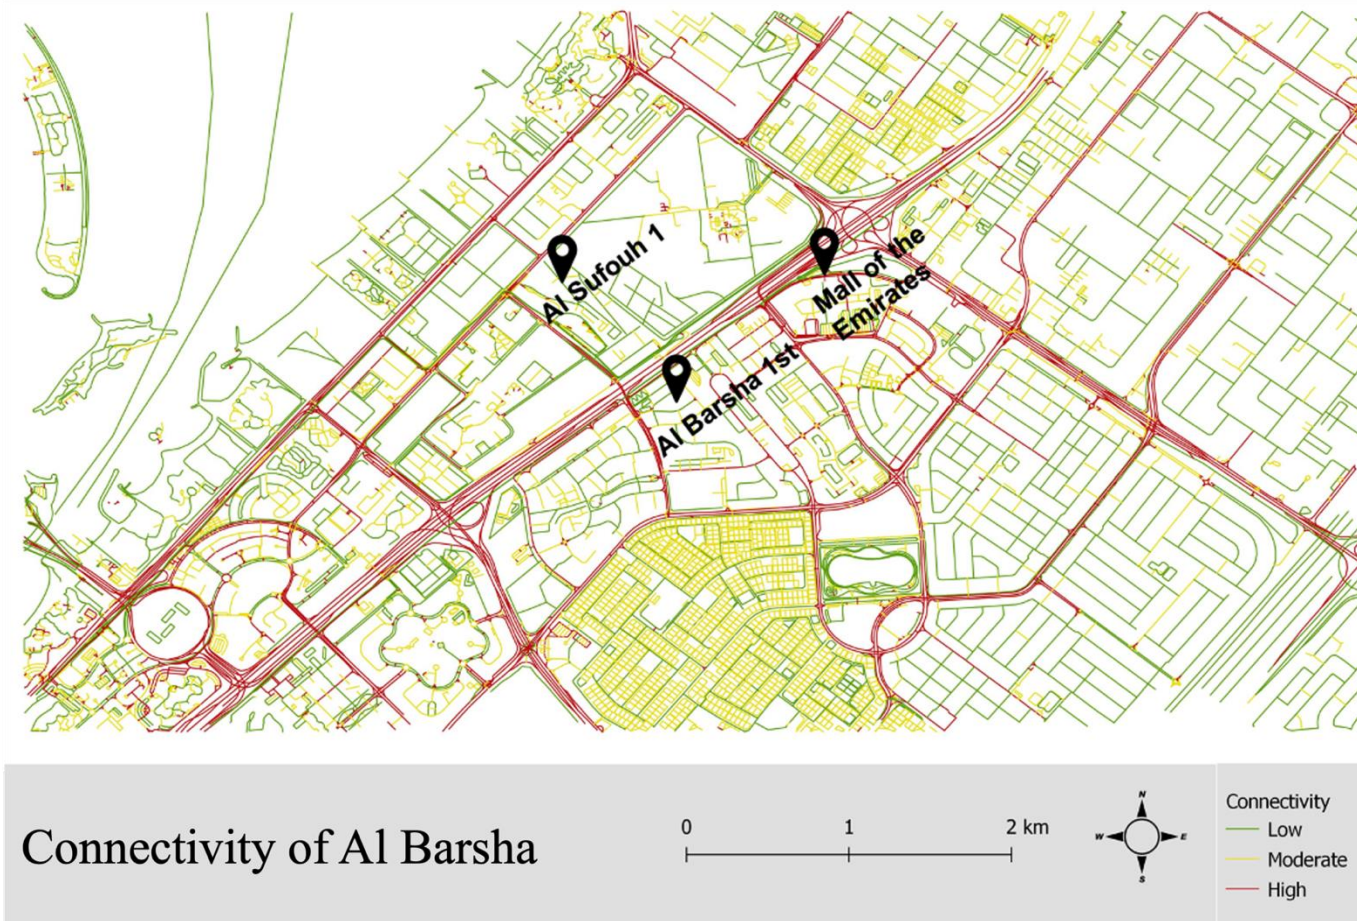 Al Sufouh 1
Mall of the
Emirates
Al Barsha 1st
Connectivity of Al Barsha
0 1 2 km
N
W E
S
Connectivity
Low
Moderate
High